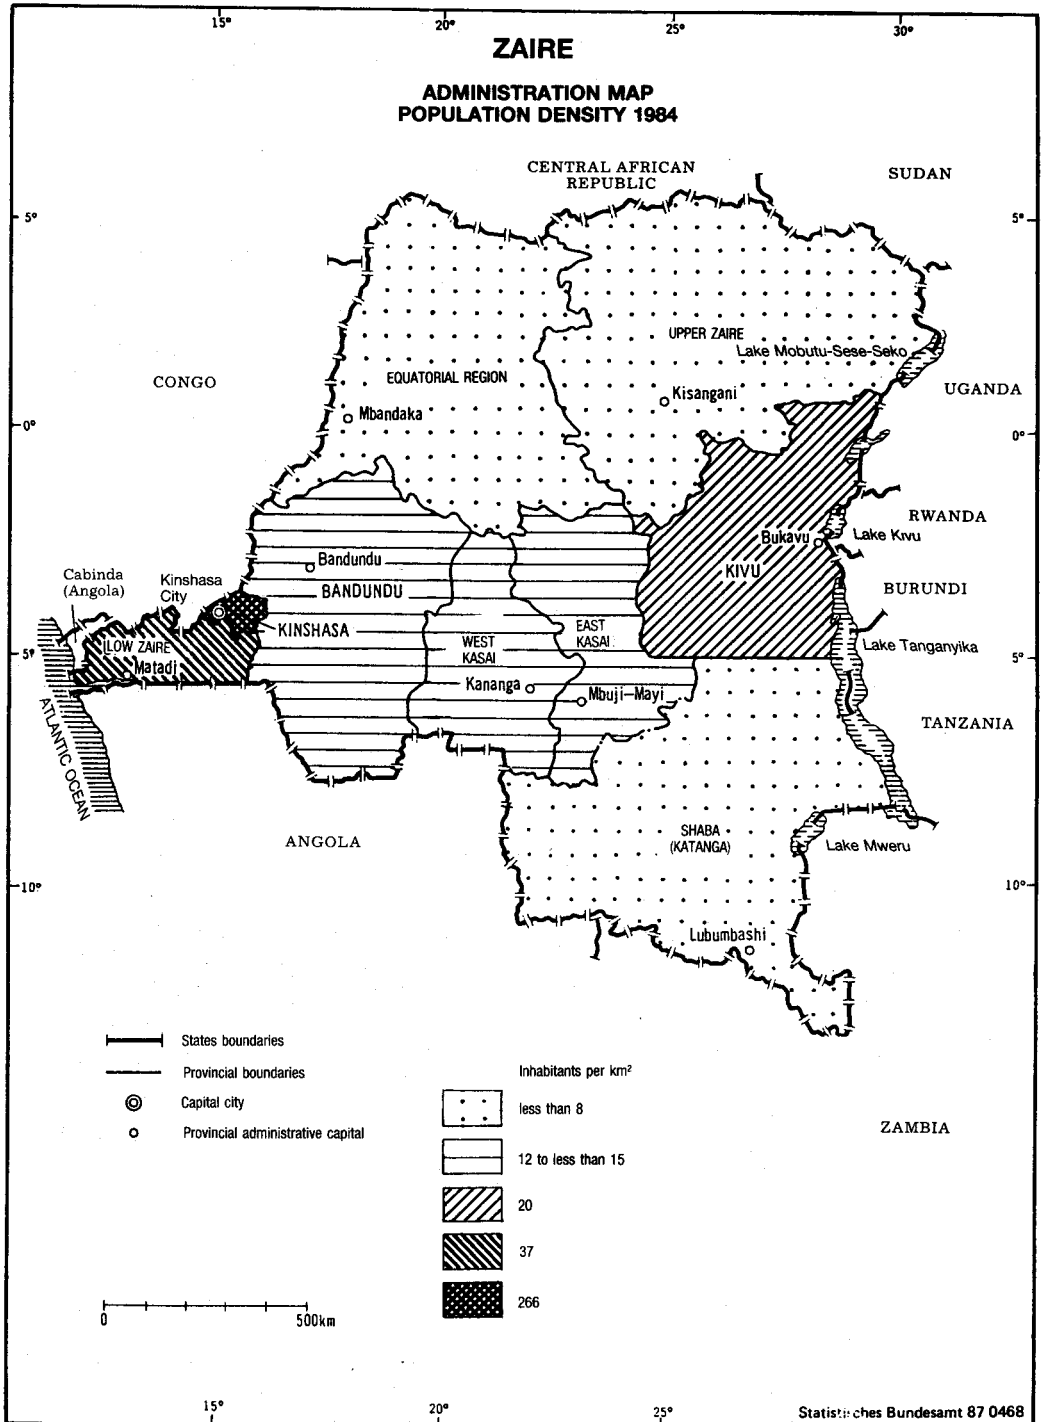 15°
20°
25°
30°
ZAIRE
ADMINISTRATION MAP
POPULATION DENSITY 1984
CENTRAL AFRICAN
REPUBLIC
SUDAN
5°
5°
UPPER ZAIRE
Lake Mobutu-Sese-Seko
CONGO
EQUATORIAL REGION
UGANDA
Kisangani
Mbandaka
0°
0°
RWANDA
Bukavu
Lake Kivu
Bandundu
KIVU
Cabinda
(Angola)
Kinshasa
City
BANDUNDU
BURUNDI
KINSHASA
EAST
KASAI
LOW ZAIRE
WEST
KASAI
Lake Tanganyika
5°
Matadi
5°
Kananga
Mbuji-Mayi
ATLANTIC OCEAN
TANZANIA
ANGOLA
SHABA
(KATANGA)
Lake Mweru
10°
10°
Lubumbashi
States boundaries
Provincial boundaries
Capital city
Provincial administrative capital
Inhabitants per km²
less than 8
12 to less than 15
20
37
266
ZAMBIA
0
500km
15°
20°
25°
Statistisches Bundesamt 87 0468